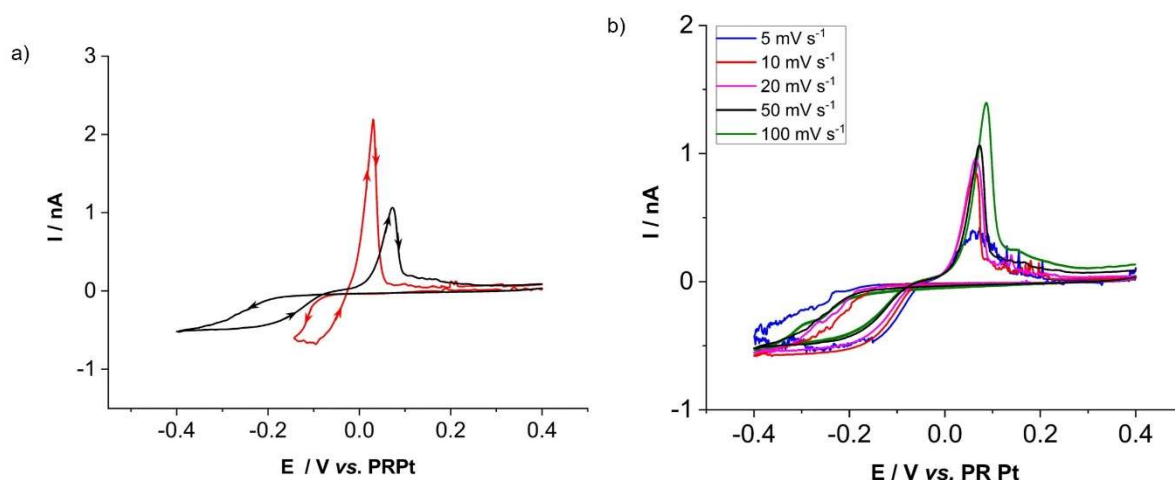 a)
3
2
1
0
-1
I / nA
-0.4 -0.2 0.0 0.2 0.4
E / V vs. PRPt
b)
2
1
0
-1
I / nA
5 mV s⁻¹
10 mV s⁻¹
20 mV s⁻¹
50 mV s⁻¹
100 mV s⁻¹
-0.4 -0.2 0.0 0.2 0.4
E / V vs. PR Pt